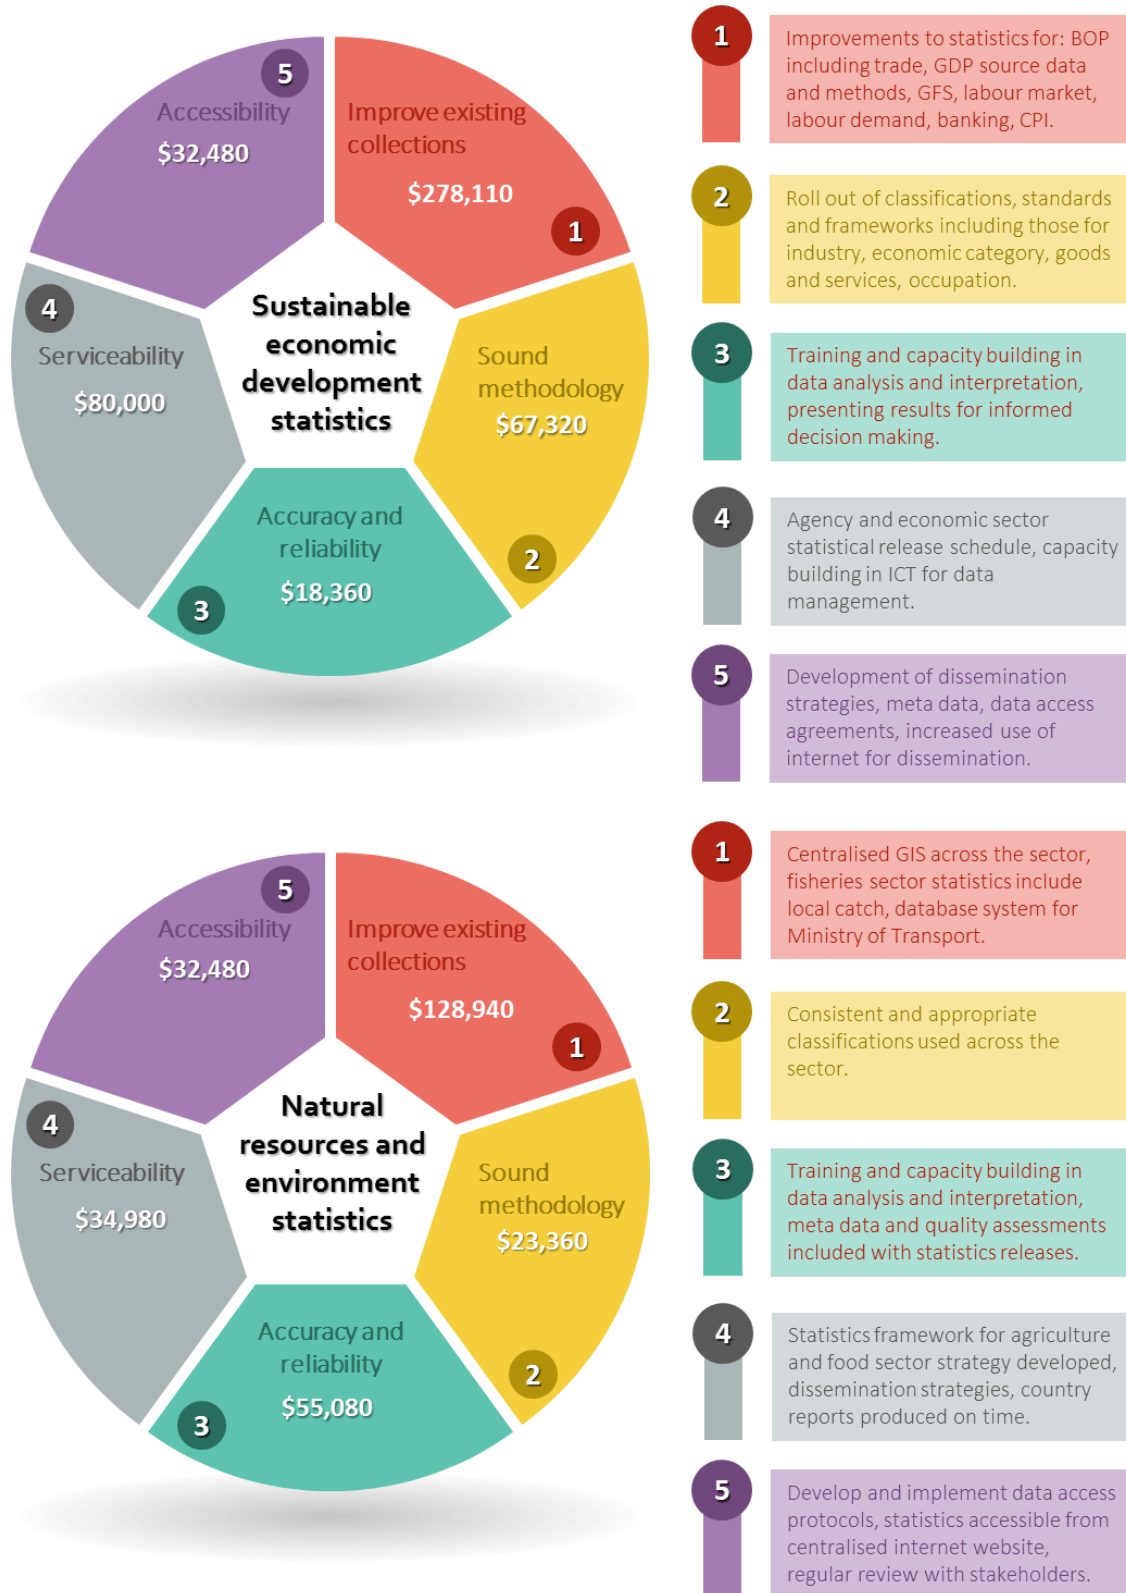 5
Accessibility
$32,480
Improve existing
collections
$278,110
1
4
Serviceability
$80,000
Sustainable
economic
development
statistics
Sound
methodology
$67,320
2
Accuracy and
reliability
$18,360
3
1
Improvements to statistics for: BOP
including trade, GDP source data
and methods, GFS, labour market,
labour demand, banking, CPI.
2
Roll out of classifications, standards
and frameworks including those for
industry, economic category, goods
and services, occupation.
3
Training and capacity building in
data analysis and interpretation,
presenting results for informed
decision making.
4
Agency and economic sector
statistical release schedule, capacity
building in ICT for data
management.
5
Development of dissemination
strategies, meta data, data access
agreements, increased use of
internet for dissemination.
5
Accessibility
$32,480
Improve existing
collections
$128,940
1
4
Serviceability
$34,980
Natural
resources and
environment
statistics
Sound
methodology
$23,360
2
Accuracy and
reliability
$55,080
3
1
Centralised GIS across the sector,
fisheries sector statistics include
local catch, database system for
Ministry of Transport.
2
Consistent and appropriate
classifications used across the
sector.
3
Training and capacity building in
data analysis and interpretation,
meta data and quality assessments
included with statistics releases.
4
Statistics framework for agriculture
and food sector strategy developed,
dissemination strategies, country
reports produced on time.
5
Develop and implement data access
protocols, statistics accessible from
centralised internet website,
regular review with stakeholders.